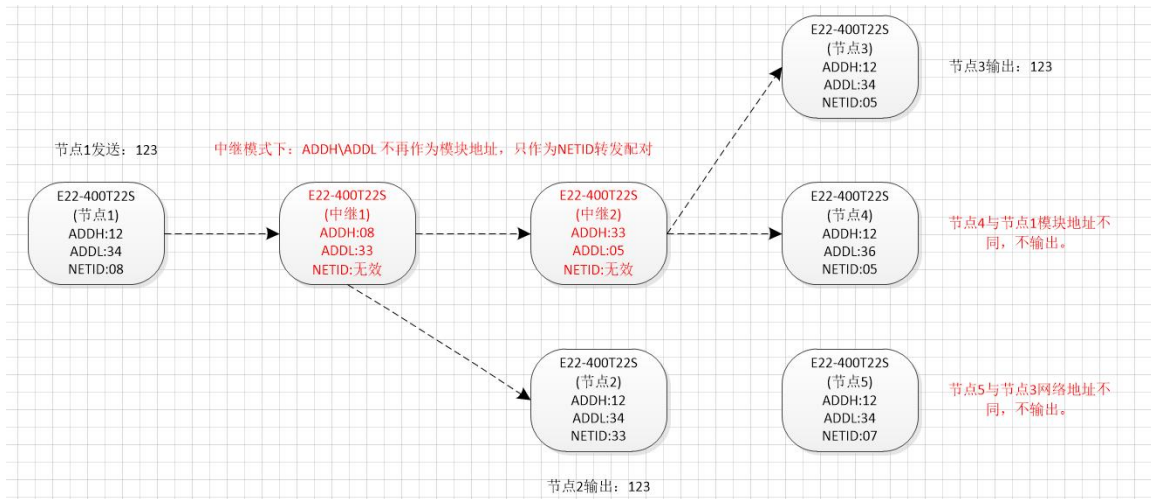 E22-400T22S
(节点3)
ADDH:12
ADDL:34
NETID:05
节点3输出：123
节点1发送：123
中继模式下：ADDH\ADDL 不再作为模块地址，只作为NETID转发配对
E22-400T22S
(节点1)
ADDH:12
ADDL:34
NETID:08
E22-400T22S
(中继1)
ADDH:08
ADDL:33
NETID:无效
E22-400T22S
(中继2)
ADDH:33
ADDL:05
NETID:无效
E22-400T22S
(节点4)
ADDH:12
ADDL:36
NETID:05
节点4与节点1模块地址不
同，不输出。
E22-400T22S
(节点2)
ADDH:12
ADDL:34
NETID:33
E22-400T22S
(节点5)
ADDH:12
ADDL:34
NETID:07
节点5与节点3网络地址不
同，不输出。
节点2输出：123